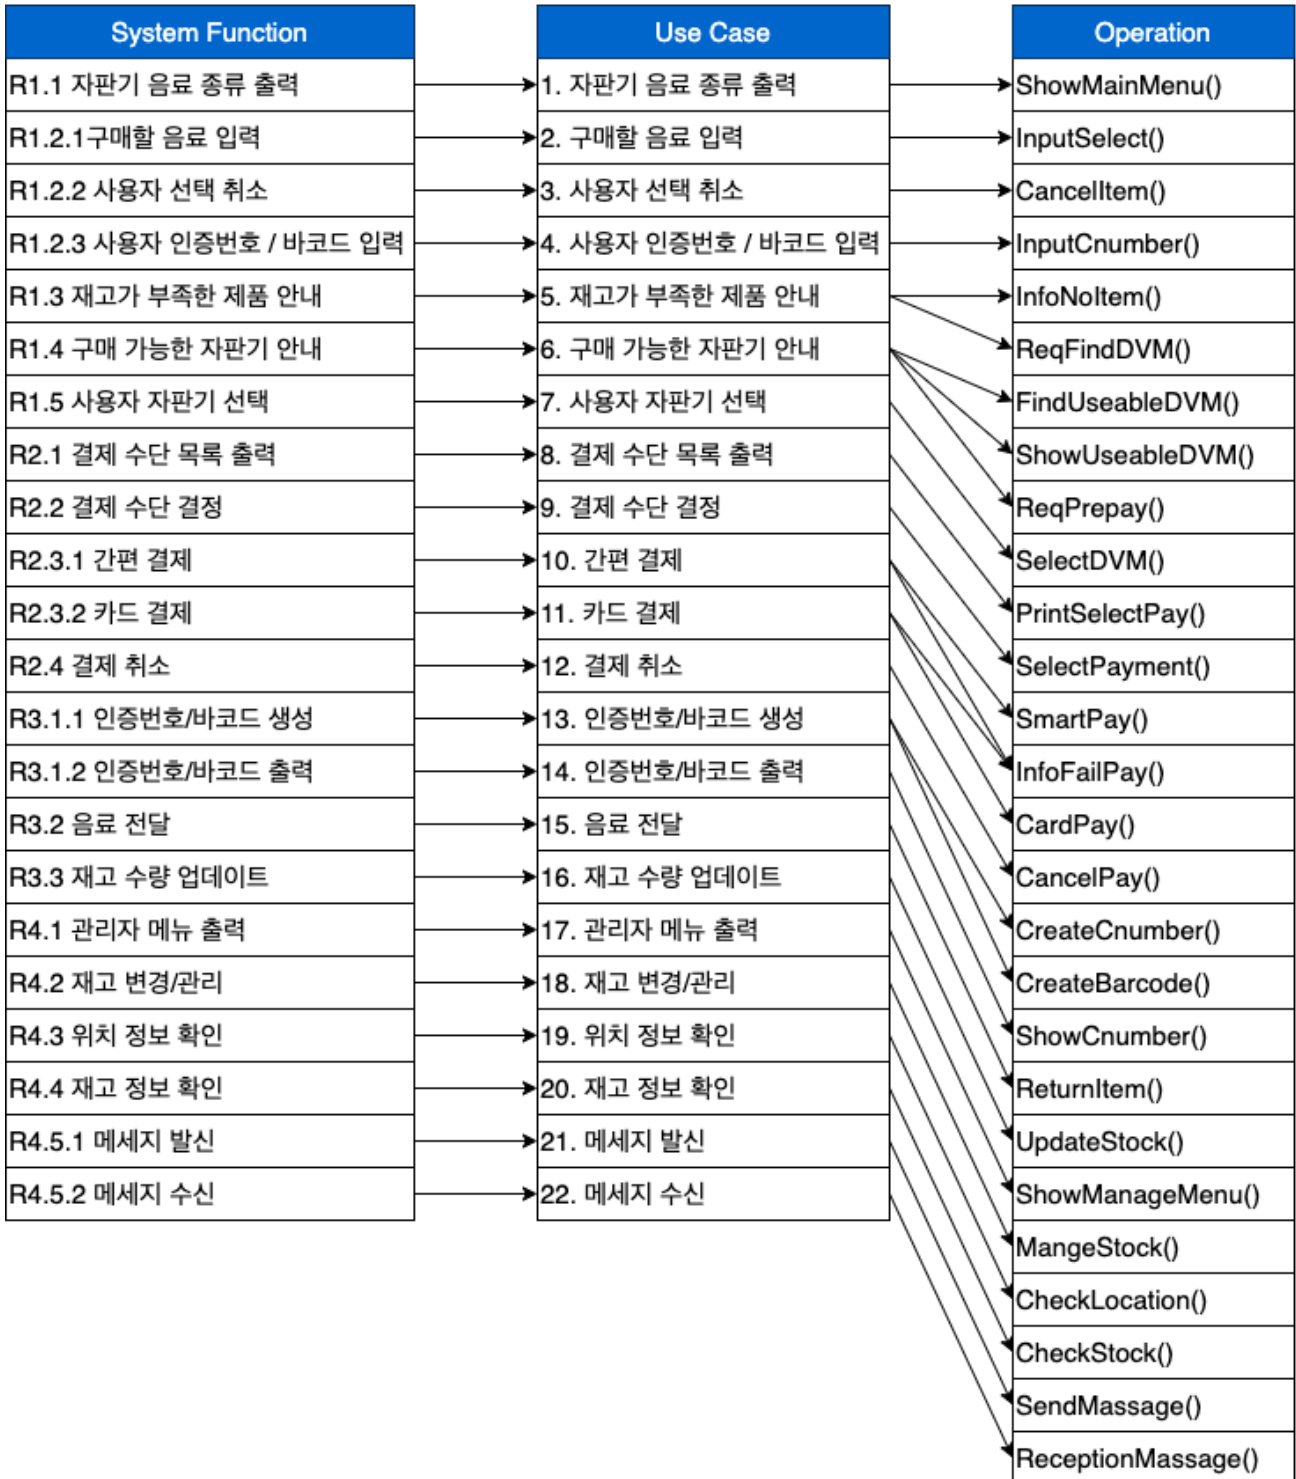 System Function
R1.1 자판기 음료 종류 출력
R1.2.1구매할 음료 입력
R1.2.2 사용자 선택 취소
R1.2.3 사용자 인증번호 / 바코드 입력
R1.3 재고가 부족한 제품 안내
R1.4 구매 가능한 자판기 안내
R1.5 사용자 자판기 선택
R2.1 결제 수단 목록 출력
R2.2 결제 수단 결정
R2.3.1 간편 결제
R2.3.2 카드 결제
R2.4 결제 취소
R3.1.1 인증번호/바코드 생성
R3.1.2 인증번호/바코드 출력
R3.2 음료 전달
R3.3 재고 수량 업데이트
R4.1 관리자 메뉴 출력
R4.2 재고 변경/관리
R4.3 위치 정보 확인
R4.4 재고 정보 확인
R4.5.1 메세지 발신
R4.5.2 메세지 수신
Use Case
1. 자판기 음료 종류 출력
2. 구매할 음료 입력
3. 사용자 선택 취소
4. 사용자 인증번호 / 바코드 입력
5. 재고가 부족한 제품 안내
6. 구매 가능한 자판기 안내
7. 사용자 자판기 선택
8. 결제 수단 목록 출력
9. 결제 수단 결정
10. 간편 결제
11. 카드 결제
12. 결제 취소
13. 인증번호/바코드 생성
14. 인증번호/바코드 출력
15. 음료 전달
16. 재고 수량 업데이트
17. 관리자 메뉴 출력
18. 재고 변경/관리
19. 위치 정보 확인
20. 재고 정보 확인
21. 메세지 발신
22. 메세지 수신
Operation
ShowMainMenu()
InputSelect()
CancelItem()
InputCnumber()
InfoNoItem()
ReqFindDVM()
FindUseableDVM()
ShowUseableDVM()
ReqPrepay()
SelectDVM()
PrintSelectPay()
SelectPayment()
SmartPay()
InfoFailPay()
CardPay()
CancelPay()
CreateCnumber()
CreateBarcode()
ShowCnumber()
ReturnItem()
UpdateStock()
ShowManageMenu()
MangeStock()
CheckLocation()
CheckStock()
SendMassage()
ReceptionMassage()